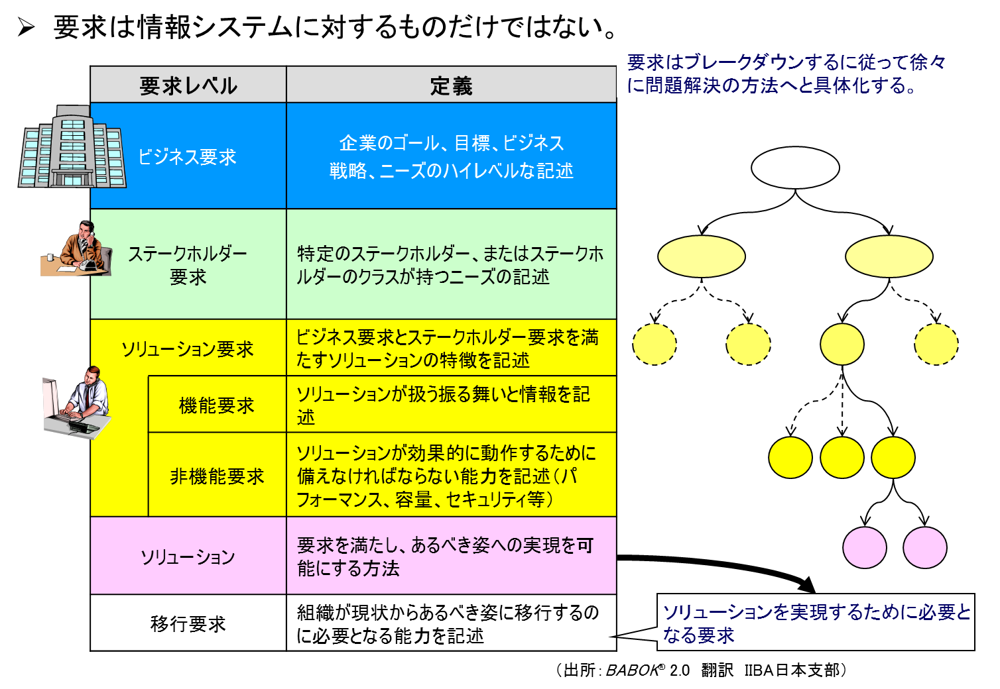 ➢ 要求は情報システムに対するものだけではない。
要求はブレークダウンするに従って徐々
に問題解決の方法へと具体化する。
要求レベル
定義
ビジネス要求
企業のゴール、目標、ビジネス
戦略、ニーズのハイレベルな記述
ステークホルダー
要求
特定のステークホルダー、またはステークホ
ルダーのクラスが持つニーズの記述
ソリューション要求
ビジネス要求とステークホルダー要求を満
たすソリューションの特徴を記述
機能要求
ソリューションが扱う振る舞いと情報を記
述
非機能要求
ソリューションが効果的に動作するために
備えなければならない能力を記述（パ
フォーマンス、容量、セキュリティ等）
ソリューション
要求を満たし、あるべき姿への実現を可
能にする方法
移行要求
組織が現状からあるべき姿に移行するの
に必要となる能力を記述
ソリューションを実現するために必要と
なる要求
（出所：BABOK® 2.0　翻訳　IIBA日本支部）